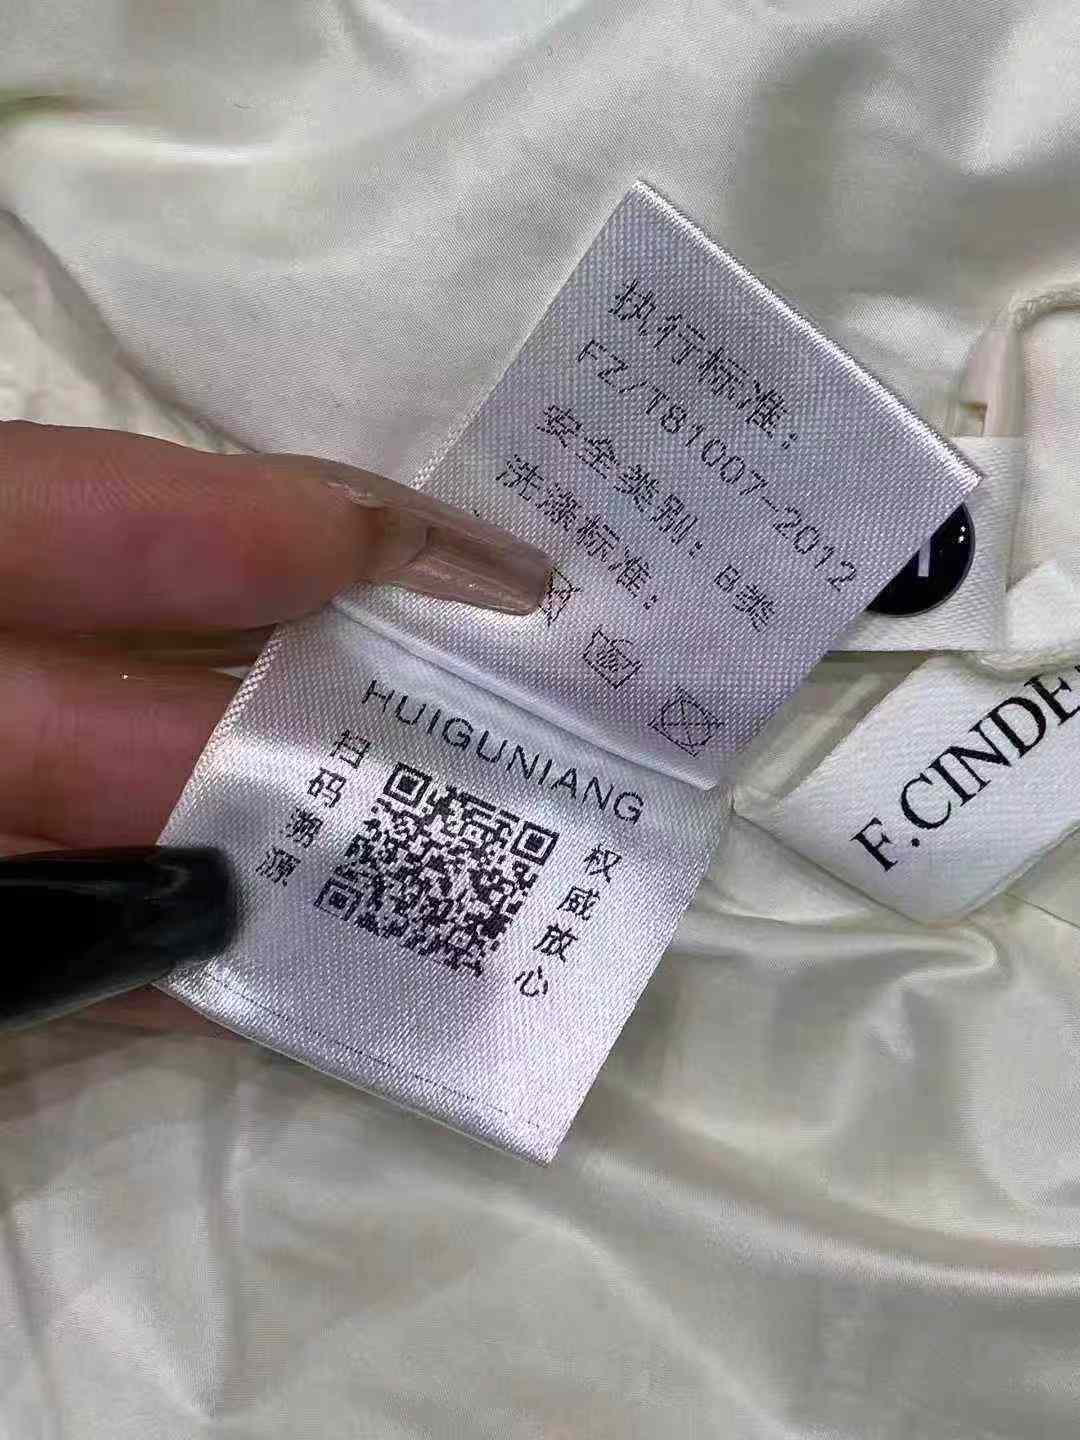 执行标准：
FZ/T81007-2012
安全类别：B类
洗涤标准：
HUIGUNIANG
扫码溯源
权威放心
F.CINDE